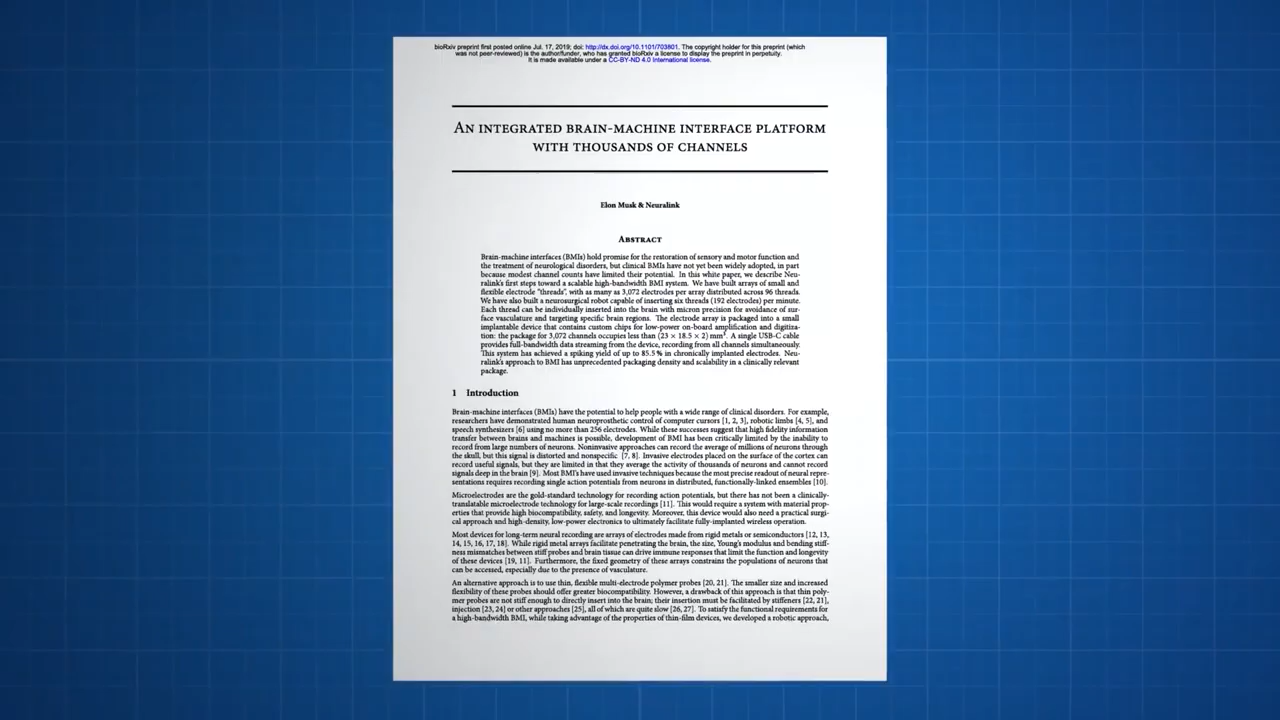 bioRxiv preprint first posted online Jul. 17, 2019; doi: http://dx.doi.org/10.1101/703801. The copyright holder for this preprint (which
was not peer-reviewed) is the author/funder, who has granted bioRxiv a license to display the preprint in perpetuity.
It is made available under a CC-BY-ND 4.0 International license.
An integrated brain-machine interface platform
with thousands of channels
Elon Musk & Neuralink
Abstract
Brain-machine interfaces (BMIs) hold promise for the restoration of sensory and motor function and
the treatment of neurological disorders, but clinical BMIs have not yet been widely adopted, in part
because modest channel counts have limited their potential. In this white paper, we describe Neu-
ralink's first steps toward a scalable high-bandwidth BMI system. We have built arrays of small and
flexible electrode "threads", with as many as 3,072 electrodes per array distributed across 96 threads.
We have also built a neurosurgical robot capable of inserting six threads (192 electrodes) per minute.
Each thread can be individually inserted into the brain with micron precision for avoidance of sur-
face vasculature and targeting specific brain regions. The electrode array is packaged into a small
implantable device that contains custom chips for low-power on-board amplification and digitiza-
tion: the package for 3,072 channels occupies less than (23 × 18.5 × 2) mm³. A single USB-C cable
provides full-bandwidth data streaming from the device, recording from all channels simultaneously.
This system has achieved a spiking yield of up to 85.5 % in chronically implanted electrodes. Neu-
ralink's approach to BMI has unprecedented packaging density and scalability in a clinically relevant
package.
1 Introduction
Brain-machine interfaces (BMIs) have the potential to help people with a wide range of clinical disorders. For example,
researchers have demonstrated human neuroprosthetic control of computer cursors [1, 2, 3], robotic limbs [4, 5], and
speech synthesizers [6] using no more than 256 electrodes. While these successes suggest that high fidelity information
transfer between brains and machines is possible, development of BMI has been critically limited by the inability to
record from large numbers of neurons. Noninvasive approaches can record the average of millions of neurons through
the skull, but this signal is distorted and nonspecific [7, 8]. Invasive electrodes placed on the surface of the cortex can
record useful signals, but they are limited in that they average the activity of thousands of neurons and cannot record
signals deep in the brain [9]. Most BMI's have used invasive techniques because the most precise readout of neural repre-
sentations requires recording single action potentials from neurons in distributed, functionally-linked ensembles [10].
Microelectrodes are the gold-standard technology for recording action potentials, but there has not been a clinically-
translatable microelectrode technology for large-scale recordings [11]. This would require a system with material prop-
erties that provide high biocompatibility, safety, and longevity. Moreover, this device would also need a practical surgi-
cal approach and high-density, low-power electronics to ultimately facilitate fully-implanted wireless operation.
Most devices for long-term neural recording are arrays of electrodes made from rigid metals or semiconductors [12, 13,
14, 15, 16, 17, 18]. While rigid metal arrays facilitate penetrating the brain, the size, Young's modulus and bending stiff-
ness mismatches between stiff probes and brain tissue can drive immune responses that limit the function and longevity
of these devices [19, 11]. Furthermore, the fixed geometry of these arrays constrains the populations of neurons that
can be accessed, especially due to the presence of vasculature.
An alternative approach is to use thin, flexible multi-electrode polymer probes [20, 21]. The smaller size and increased
flexibility of these probes should offer greater biocompatibility. However, a drawback of this approach is that thin poly-
mer probes are not stiff enough to directly insert into the brain; their insertion must be facilitated by stiffeners [22, 21],
injection [23, 24] or other approaches [25], all of which are quite slow [26, 27]. To satisfy the functional requirements for
a high-bandwidth BMI, while taking advantage of the properties of thin-film devices, we developed a robotic approach,